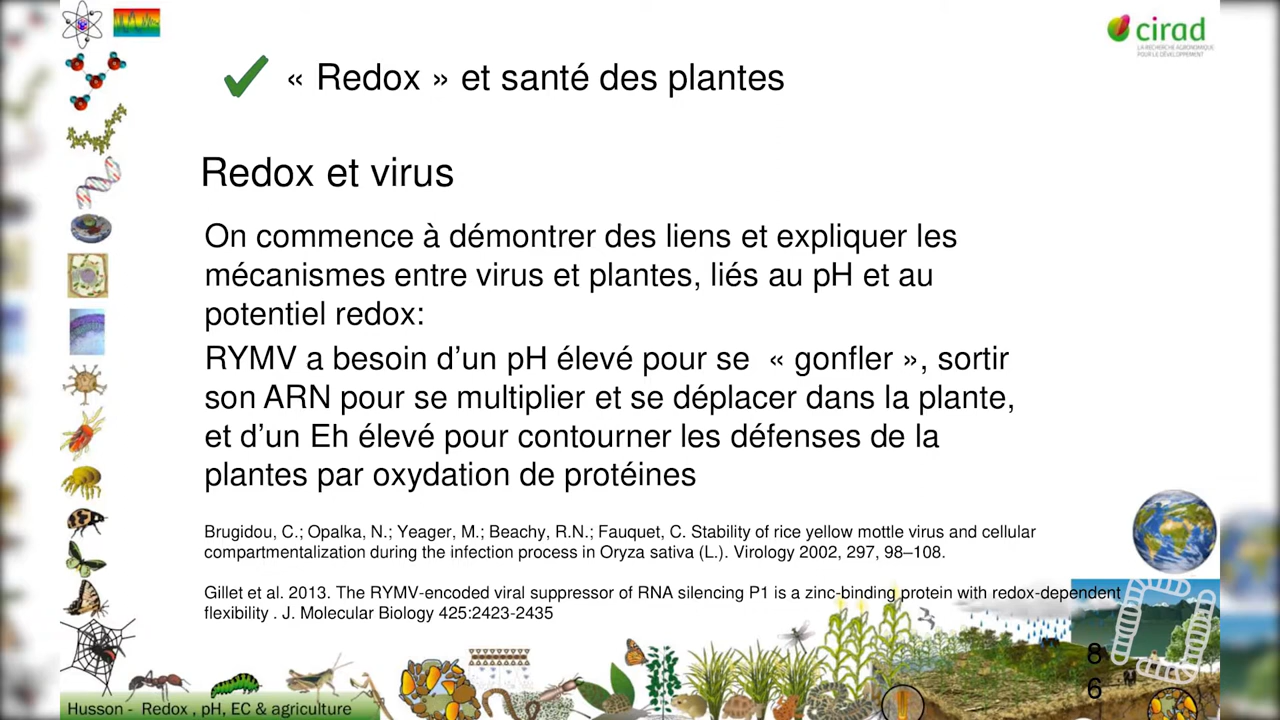 cirad
LA RECHERCHE AGRONOMIQUE
POUR LE DÉVELOPPEMENT
« Redox » et santé des plantes
Redox et virus
On commence à démontrer des liens et expliquer les
mécanismes entre virus et plantes, liés au pH et au
potentiel redox:
RYMV a besoin d’un pH élevé pour se « gonfler », sortir
son ARN pour se multiplier et se déplacer dans la plante,
et d’un Eh élevé pour contourner les défenses de la
plantes par oxydation de protéines
Brugidou, C.; Opalka, N.; Yeager, M.; Beachy, R.N.; Fauquet, C. Stability of rice yellow mottle virus and cellular
compartmentalization during the infection process in Oryza sativa (L.). Virology 2002, 297, 98–108.
Gillet et al. 2013. The RYMV-encoded viral suppressor of RNA silencing P1 is a zinc-binding protein with redox-dependent
flexibility . J. Molecular Biology 425:2423-2435
8
6
Husson - Redox , pH, EC & agriculture